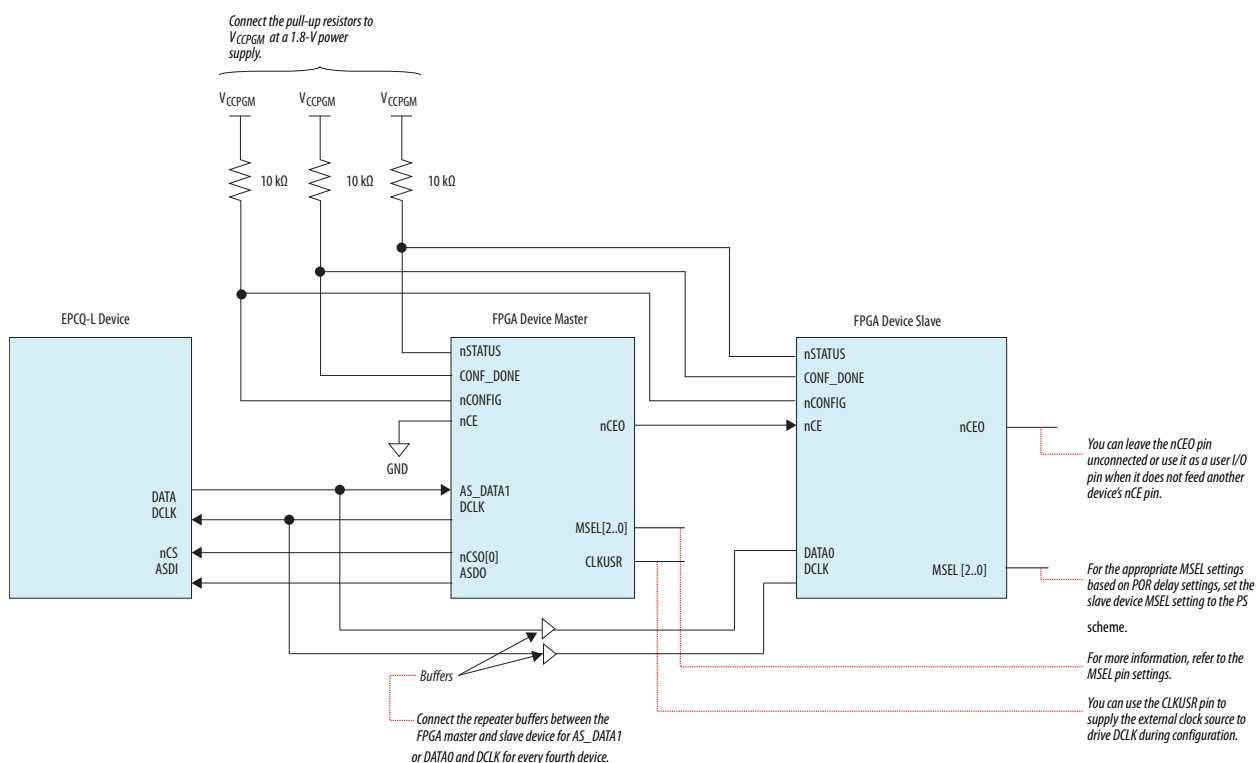 Connect the pull-up resistors to
VCCPGM at a 1.8-V power
supply.
VCCPGM VCCPGM VCCPGM
10 kΩ 10 kΩ 10 kΩ
EPCQ-L Device
DATA
DCLK
nCS
ASDI
FPGA Device Master
nSTATUS
CONF_DONE
nCONFIG
nCE
nCEO
GND
AS_DATA1
DCLK
MSEL[2..0]
nCSO[0]
CLKUSR
ASDO
FPGA Device Slave
nSTATUS
CONF_DONE
nCONFIG
nCE
nCEO
DATA0
DCLK
MSEL [2..0]
You can leave the nCEO pin
unconnected or use it as a user I/O
pin when it does not feed another
device's nCE pin.
For the appropriate MSEL settings
based on POR delay settings, set the
slave device MSEL setting to the PS
scheme.
For more information, refer to the
MSEL pin settings.
You can use the CLKUSR pin to
supply the external clock source to
drive DCLK during configuration.
Buffers
Connect the repeater buffers between the
FPGA master and slave device for AS_DATA1
or DATA0 and DCLK for every fourth device.